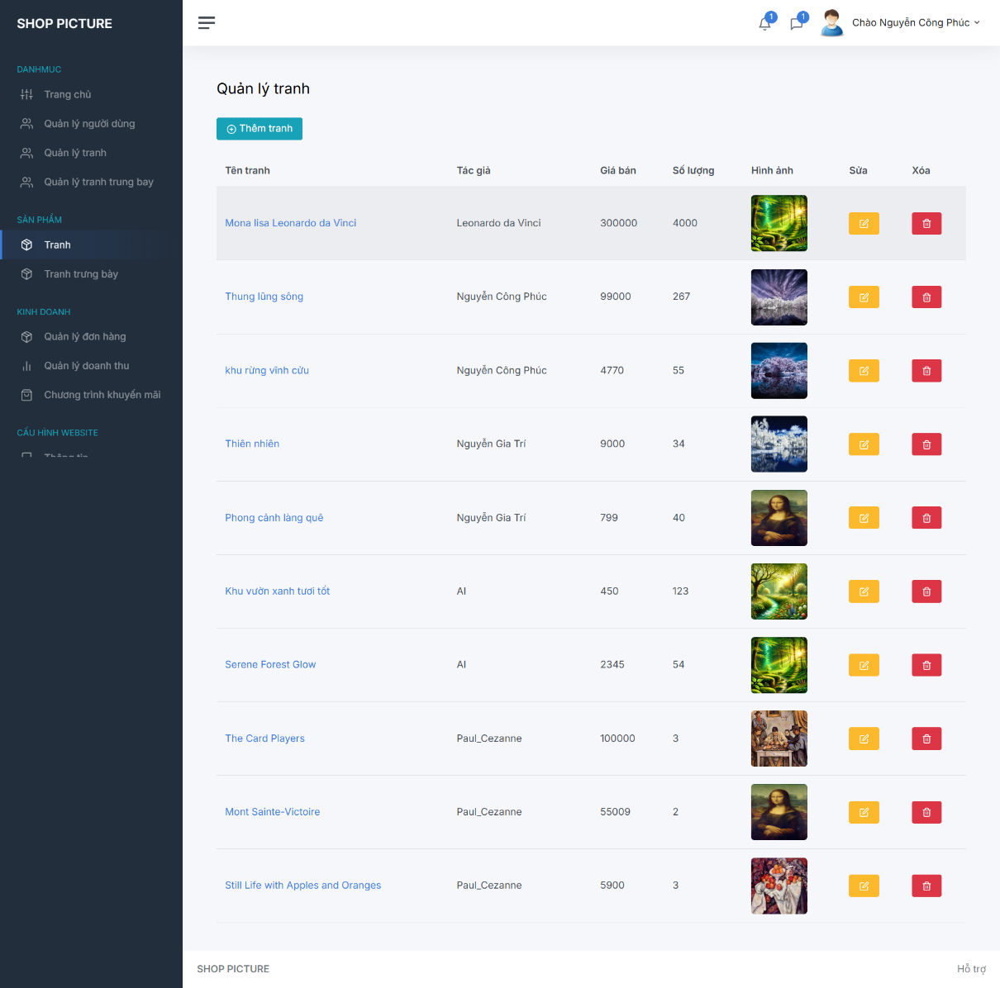 SHOP PICTURE
1
1
Chào Nguyễn Công Phúc
DANHMUC
Trang chủ
Quản lý người dùng
Quản lý tranh
Quản lý tranh trung bay
SẢN PHẨM
Tranh
Tranh trưng bày
KINH DOANH
Quản lý đơn hàng
Quản lý doanh thu
Chương trình khuyến mãi
CẤU HÌNH WEBSITE
Thông tin
Quản lý tranh
Thêm tranh
Tên tranh Tác giả Giá bán Số lượng Hình ảnh Sửa Xóa
Mona lisa Leonardo da Vinci Leonardo da Vinci 300000 4000
Thung lũng sông Nguyễn Công Phúc 99000 267
khu rừng vĩnh cửu Nguyễn Công Phúc 4770 55
Thiên nhiên Nguyễn Gia Trí 9000 34
Phong cảnh làng quê Nguyễn Gia Trí 799 40
Khu vườn xanh tươi tốt AI 450 123
Serene Forest Glow AI 2345 54
The Card Players Paul_Cezanne 100000 3
Mont Sainte-Victoire Paul_Cezanne 55009 2
Still Life with Apples and Oranges Paul_Cezanne 5900 3
SHOP PICTURE
Hỗ trợ